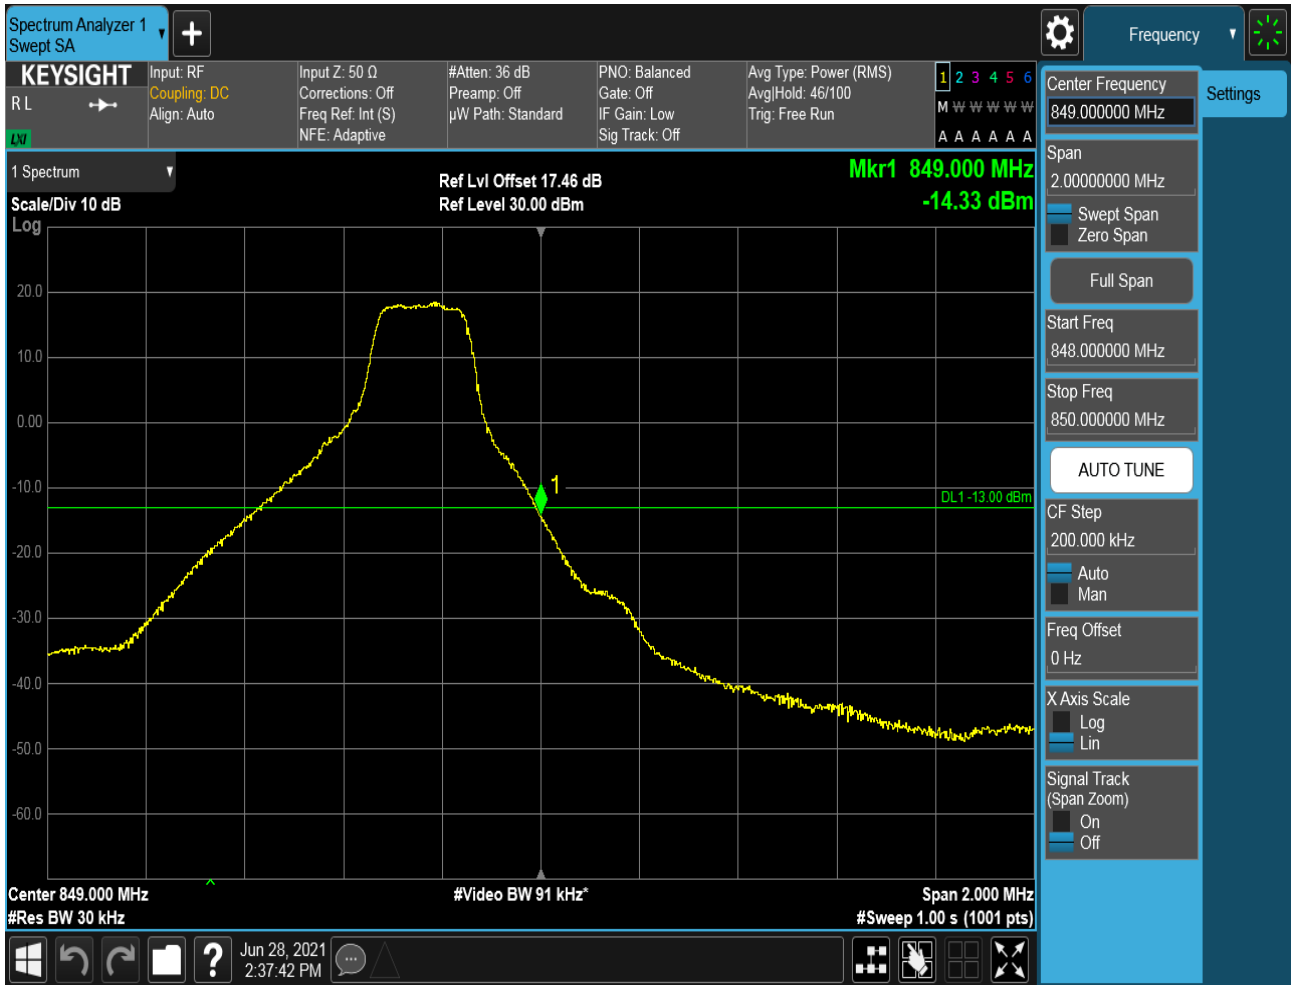 Spectrum Analyzer 1
Swept SA
Frequency
KEYSIGHT
R L
LXI
Input: RF
Coupling: DC
Align: Auto
Input Z: 50 Ω
Corrections: Off
Freq Ref: Int (S)
NFE: Adaptive
#Atten: 36 dB
Preamp: Off
µW Path: Standard
PNO: Balanced
Gate: Off
IF Gain: Low
Sig Track: Off
Avg Type: Power (RMS)
Avg|Hold: 46/100
Trig: Free Run
1 2 3 4 5 6
M W W W W W
A A A A A A
1 Spectrum
Scale/Div 10 dB
Log
Ref Lvl Offset 17.46 dB
Ref Level 30.00 dBm
Mkr1 849.000 MHz
-14.33 dBm
20.0
10.0
0.00
-10.0
-20.0
-30.0
-40.0
-50.0
-60.0
1
DL1 -13.00 dBm
Center 849.000 MHz
#Res BW 30 kHz
#Video BW 91 kHz*
Span 2.000 MHz
#Sweep 1.00 s (1001 pts)
?
Jun 28, 2021
2:37:42 PM
Center Frequency
849.000000 MHz
Settings
Span
2.00000000 MHz
Swept Span
Zero Span
Full Span
Start Freq
848.000000 MHz
Stop Freq
850.000000 MHz
AUTO TUNE
CF Step
200.000 kHz
Auto
Man
Freq Offset
0 Hz
X Axis Scale
Log
Lin
Signal Track
(Span Zoom)
On
Off